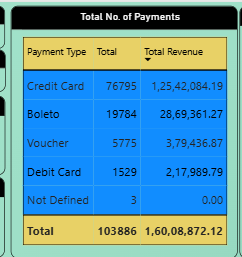 Total No. of Payments
Payment Type Total Total Revenue
Credit Card 76795 1,25,42,084.19
Boleto 19784 28,69,361.27
Voucher 5775 3,79,436.87
Debit Card 1529 2,17,989.79
Not Defined 3 0.00
Total 103886 1,60,08,872.12